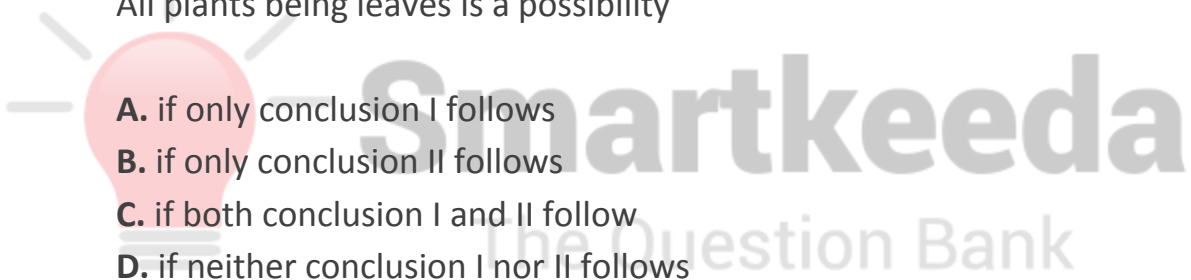 All plants being leaves is a possibility
A. if only conclusion I follows
B. if only conclusion II follows
C. if both conclusion I and II follow
D. if neither conclusion I nor II follows
Smartkeeda
The Question Bank